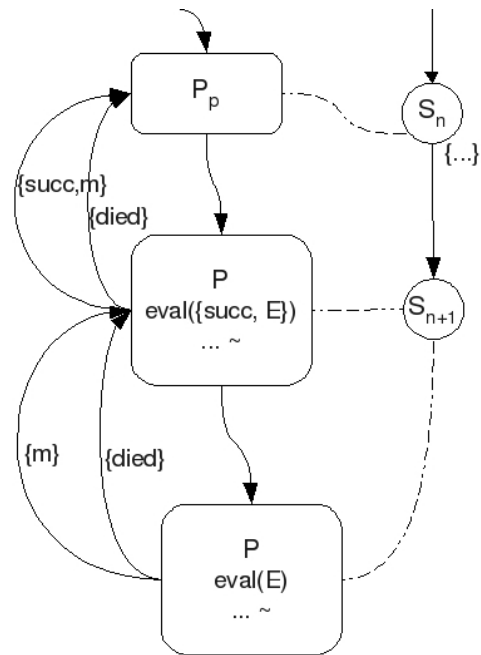 P_p
S_n
{...}
{succ,m}
{died}
P
eval({succ, E})
... ~
S_n+1
{m}
{died}
P
eval(E)
... ~